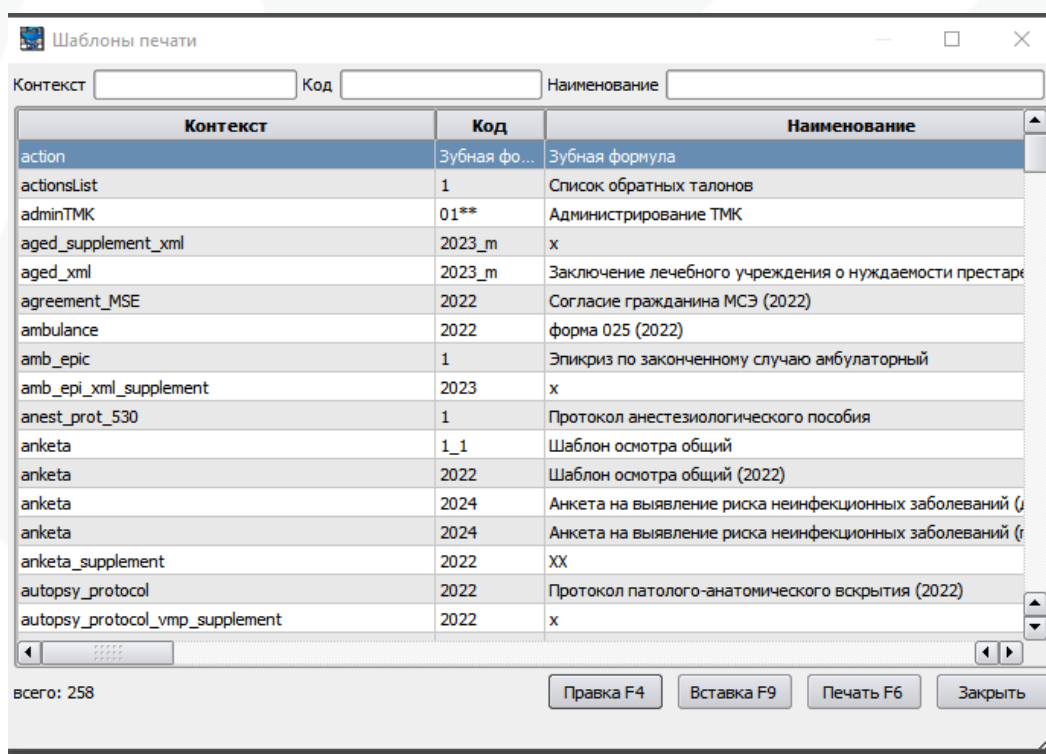 Шаблоны печати
Контекст Код Наименование
Контекст Код Наименование
action Зубная фо... Зубная формула
actionsList 1 Список обратных талонов
adminTMK 01** Администрирование ТМК
aged_supplement_xml 2023_m x
aged_xml 2023_m Заключение лечебного учреждения о нуждаемости престаре
agreement_MSE 2022 Согласие гражданина МСЭ (2022)
ambulance 2022 форма 025 (2022)
amb_epic 1 Эпикриз по законченному случаю амбулаторный
amb_epi_xml_supplement 2023 x
anest_prot_530 1 Протокол анестезиологического пособия
anketa 1_1 Шаблон осмотра общий
anketa 2022 Шаблон осмотра общий (2022)
anketa 2024 Анкета на выявление риска неинфекционных заболеваний (д
anketa 2024 Анкета на выявление риска неинфекционных заболеваний (п
anketa_supplement 2022 XX
autopsy_protocol 2022 Протокол патолого-анатомического вскрытия (2022)
autopsy_protocol_vmp_supplement 2022 x
всего: 258 Правка F4 Вставка F9 Печать F6 Закрыть